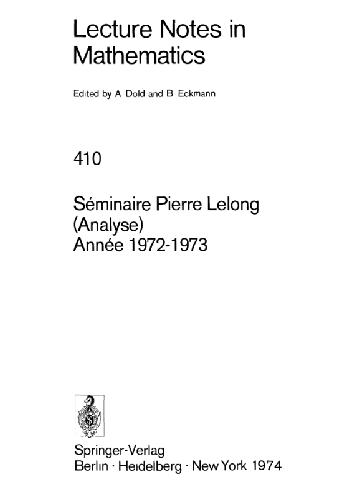 Lecture Notes in
Mathematics
Edited by A Dold and B Eckmann
410
Séminaire Pierre Lelong
(Analyse)
Année 1972-1973
Springer-Verlag
Berlin · Heidelberg · New York 1974